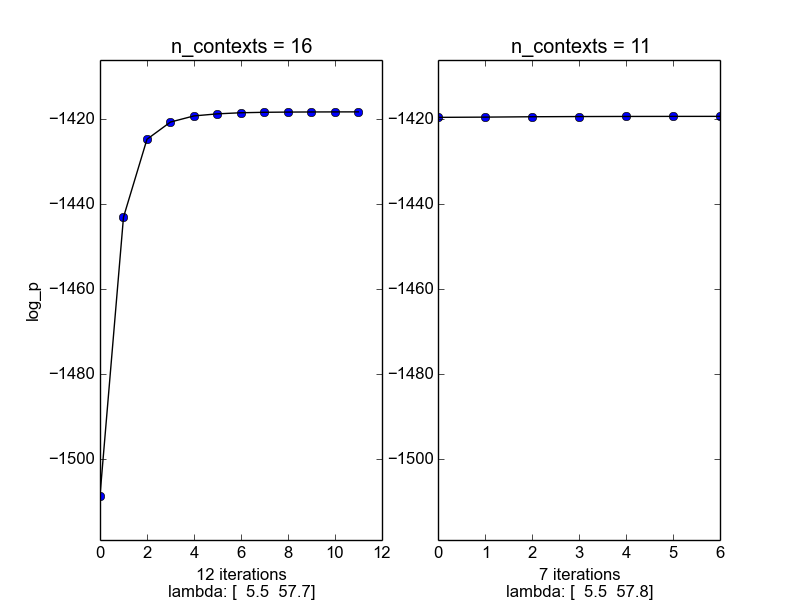 n_contexts = 16
log_p
−1420
−1440
−1460
−1480
−1500
0 2 4 6 8 10 12
12 iterations
lambda: [  5.5  57.7]
n_contexts = 11
−1420
−1440
−1460
−1480
−1500
0 1 2 3 4 5 6
7 iterations
lambda: [  5.5  57.8]